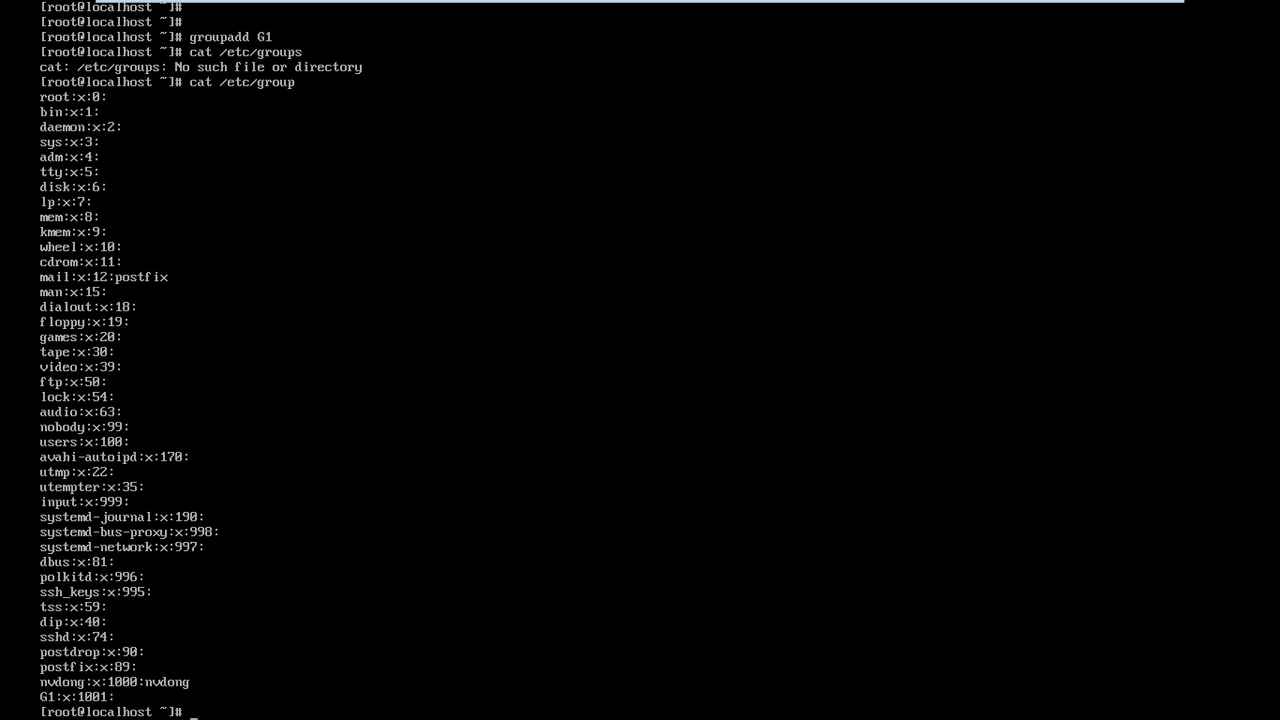 [root@localhost ~]#
[root@localhost ~]#
[root@localhost ~]# groupadd G1
[root@localhost ~]# cat /etc/groups
cat: /etc/groups: No such file or directory
[root@localhost ~]# cat /etc/group
root:x:0:
bin:x:1:
daemon:x:2:
sys:x:3:
adm:x:4:
tty:x:5:
disk:x:6:
lp:x:7:
mem:x:8:
kmem:x:9:
wheel:x:10:
cdrom:x:11:
mail:x:12:postfix
man:x:15:
dialout:x:18:
floppy:x:19:
games:x:20:
tape:x:30:
video:x:39:
ftp:x:50:
lock:x:54:
audio:x:63:
nobody:x:99:
users:x:100:
avahi-autoipd:x:170:
utmp:x:22:
utempter:x:35:
input:x:999:
systemd-journal:x:190:
systemd-bus-proxy:x:998:
systemd-network:x:997:
dbus:x:81:
polkitd:x:996:
ssh_keys:x:995:
tss:x:59:
dip:x:40:
sshd:x:74:
postdrop:x:90:
postfix:x:89:
nvdong:x:1000:nvdong
G1:x:1001:
[root@localhost ~]# _